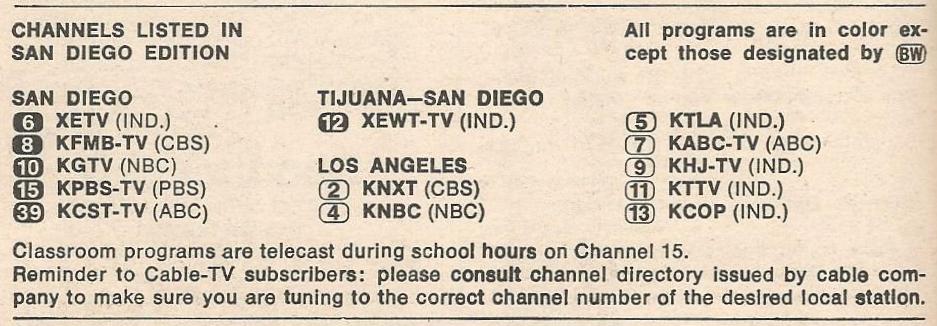 CHANNELS LISTED IN
SAN DIEGO EDITION
All programs are in color ex-
cept those designated by BW
SAN DIEGO
6 XETV (IND.)
8 KFMB-TV (CBS)
10 KGTV (NBC)
15 KPBS-TV (PBS)
39 KCST-TV (ABC)
TIJUANA—SAN DIEGO
12 XEWT-TV (IND.)
LOS ANGELES
2 KNXT (CBS)
4 KNBC (NBC)
5 KTLA (IND.)
7 KABC-TV (ABC)
9 KHJ-TV (IND.)
11 KTTV (IND.)
13 KCOP (IND.)
Classroom programs are telecast during school hours on Channel 15.
Reminder to Cable-TV subscribers: please consult channel directory issued by cable com-
pany to make sure you are tuning to the correct channel number of the desired local station.